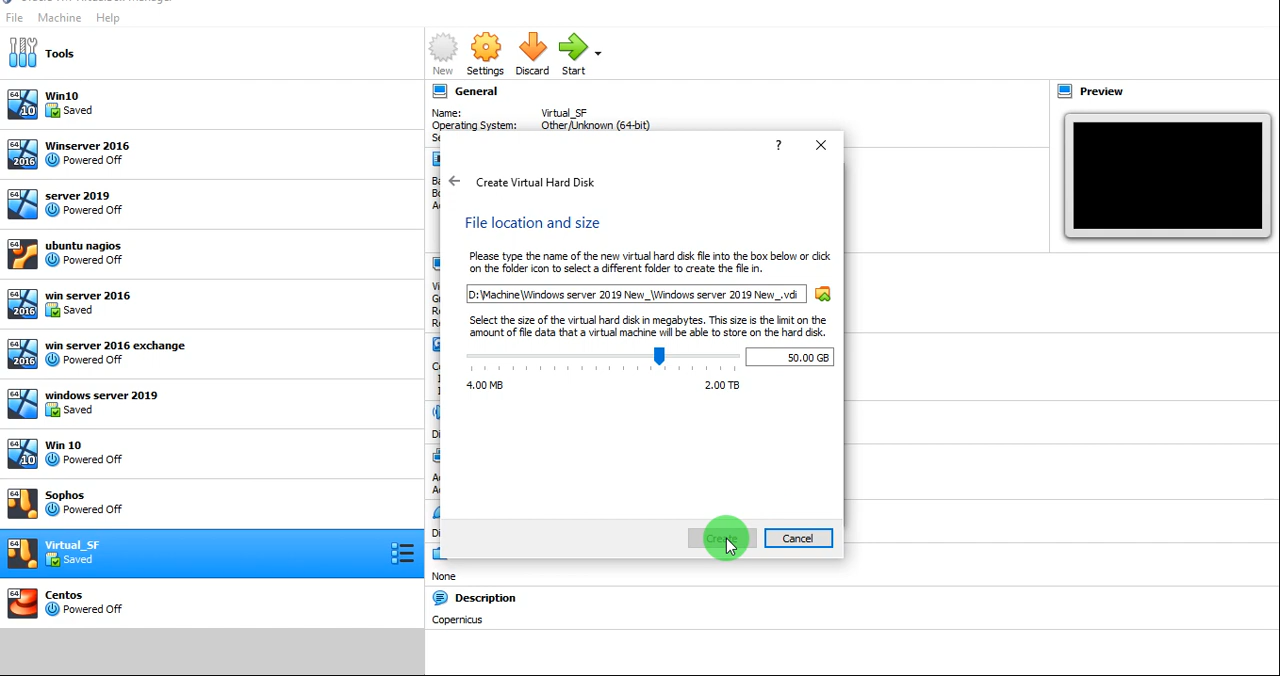 File Machine Help
Tools
Win10
Saved
Winserver 2016
Powered Off
server 2019
Powered Off
ubuntu nagios
Powered Off
win server 2016
Saved
win server 2016 exchange
Powered Off
windows server 2019
Saved
Win 10
Powered Off
Sophos
Powered Off
Virtual_SF
Saved
Centos
Powered Off
New Settings Discard Start
General
Name: Virtual_SF
Operating System: Other/Unknown (64-bit)
Preview
?
Create Virtual Hard Disk
File location and size
Please type the name of the new virtual hard disk file into the box below or click
on the folder icon to select a different folder to create the file in.
D:\Machine\Windows server 2019 New_\Windows server 2019 New_.vdi
Select the size of the virtual hard disk in megabytes. This size is the limit on the
amount of file data that a virtual machine will be able to store on the hard disk.
50.00 GB
4.00 MB 2.00 TB
Create Cancel
None
Description
Copernicus